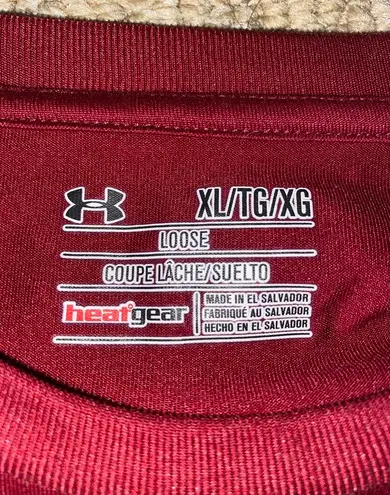 XL/TG/XG
LOOSE
COUPE LÂCHE/SUELTO
heatgear
MADE IN EL SALVADOR
FABRIQUÉ AU SALVADOR
HECHO EN EL SALVADOR